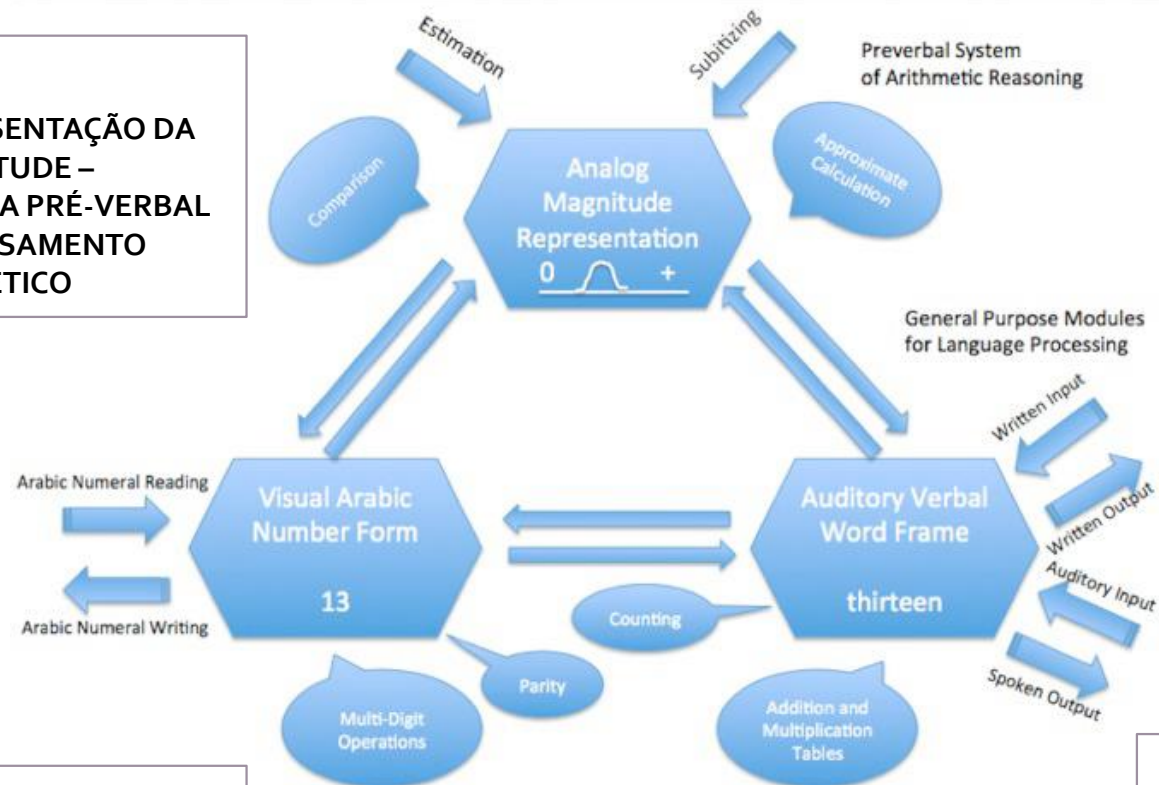 SENTAÇÃO DA
TUDE –
A PRÉ-VERBAL
SAMENTO
ÉTICO
Estimation
Subitizing
Preverbal System
of Arithmetic Reasoning
Comparison
Approximate
Calculation
Analog
Magnitude
Representation
0 +
General Purpose Modules
for Language Processing
Written Input
Written Output
Auditory Input
Spoken Output
Arabic Numeral Reading
Arabic Numeral Writing
Visual Arabic
Number Form
13
Auditory Verbal
Word Frame
thirteen
Counting
Parity
Multi-Digit
Operations
Addition and
Multiplication
Tables